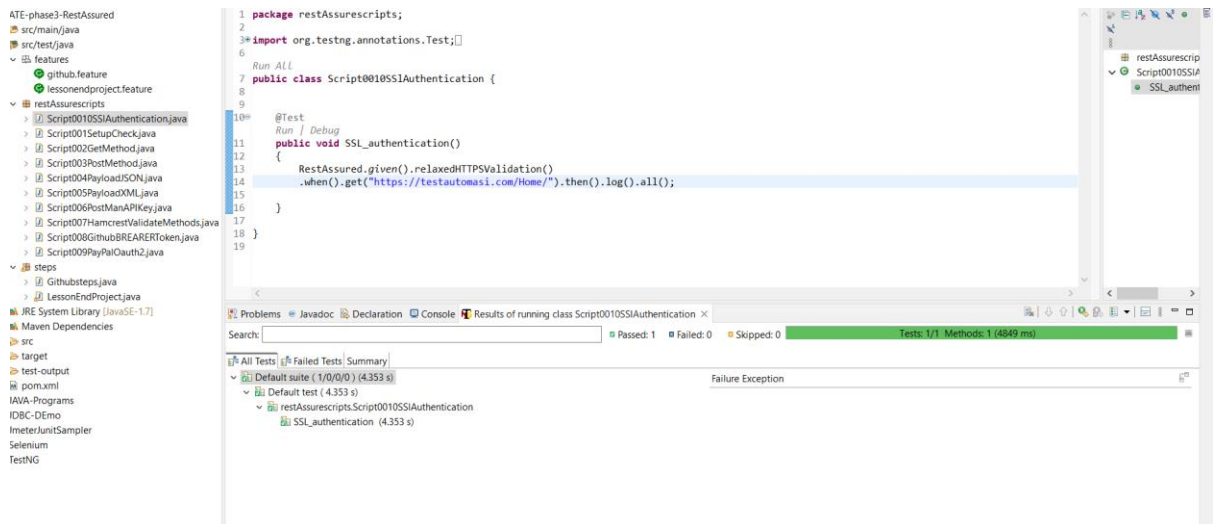 ATE-phase3-RestAssured
src/main/java
src/test/java
features
github.feature
lessonendproject.feature
restAssurescripts
Script0010SSlAuthentication.java
Script001SetupCheck.java
Script002GetMethod.java
Script003PostMethod.java
Script004PayloadJSON.java
Script005PayloadXML.java
Script006PostManAPIKey.java
Script007HamcrestValidateMethods.java
Script008GithubBREARERToken.java
Script009PayPalOauth2.java
steps
Githubsteps.java
LessonEndProject.java
JRE System Library [JavaSE-1.7]
Maven Dependencies
src
target
test-output
pom.xml
JAVA-Programs
JDBC-DEmo
JmeterJunitSampler
Selenium
TestNG
1 package restAssurescripts;
2
3 import org.testng.annotations.Test;
6
Run All
7 public class Script0010SSlAuthentication {
8
9
10 @Test
Run | Debug
11 public void SSL_authentication()
12 {
13 RestAssured.given().relaxedHTTPSValidation()
14 .when().get("https://testautomasi.com/Home/").then().log().all();
15
16 }
17
18 }
19
restAssurescrip
Script0010SSlA
SSL_authent
Problems Javadoc Declaration Console Results of running class Script0010SSlAuthentication
Search: Passed: 1 Failed: 0 Skipped: 0 Tests: 1/1 Methods: 1 (4849 ms)
All Tests Failed Tests Summary
Default suite ( 1/0/0/0 ) (4.353 s) Failure Exception
Default test ( 4.353 s)
restAssurescripts.Script0010SSlAuthentication
SSL_authentication (4.353 s)